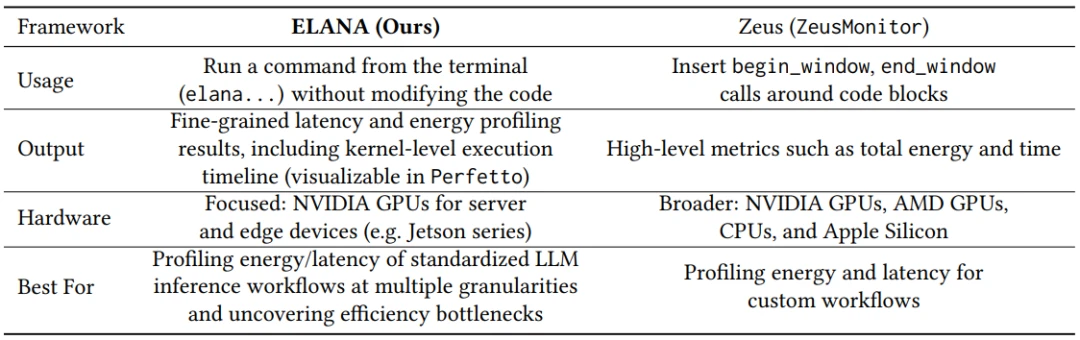 Framework ELANA (Ours) Zeus (ZeusMonitor)
Usage
Run a command from the terminal
(elana...) without modifying the code
Insert begin_window, end_window
calls around code blocks
Output
Fine-grained latency and energy profiling
results, including kernel-level execution
timeline (visualizable in Perfetto)
High-level metrics such as total energy and time
Hardware
Focused: NVIDIA GPUs for server
and edge devices (e.g. Jetson series)
Broader: NVIDIA GPUs, AMD GPUs,
CPUs, and Apple Silicon
Best For
Profiling energy/latency of standardized LLM
inference workflows at multiple granularities
and uncovering efficiency bottlenecks
Profiling energy and latency for
custom workflows